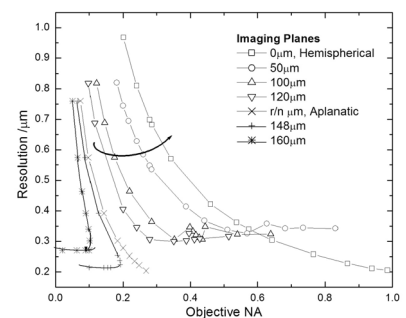 Resolution /μm
1.0
0.9
0.8
0.7
0.6
0.5
0.4
0.3
0.2
Imaging Planes
0μm, Hemispherical
50μm
100μm
120μm
r/n μm, Aplanatic
148μm
160μm
0.0 0.2 0.4 0.6 0.8 1.0
Objective NA